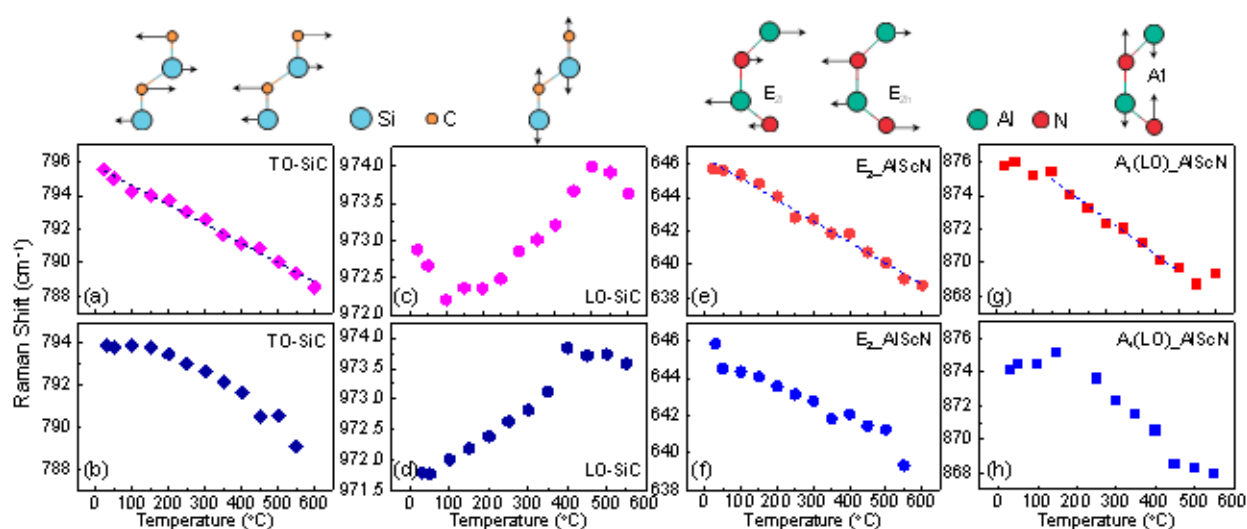 Si C
E₂ₗ E₂ₕ
Al N
A1
Raman Shift (cm⁻¹)
796
794
792
790
788
(a)
TO-SiC
974.0
973.5
973.0
972.5
972.0
(c)
LO-SiC
646
644
642
640
638
(e)
E₂_AlScN
876
874
872
870
868
(g)
A₁(LO)_AlScN
794
792
790
788
(b)
TO-SiC
974.0
973.5
973.0
972.5
972.0
971.5
(d)
LO-SiC
646
644
642
640
638
(f)
E₂_AlScN
874
872
870
868
(h)
A₁(LO)_AlScN
0 100 200 300 400 500 600
Temperature (°C)
0 100 200 300 400 500 600
Temperature (°C)
0 100 200 300 400 500 600
Temperature (°C)
0 100 200 300 400 500 600
Temperature (°C)